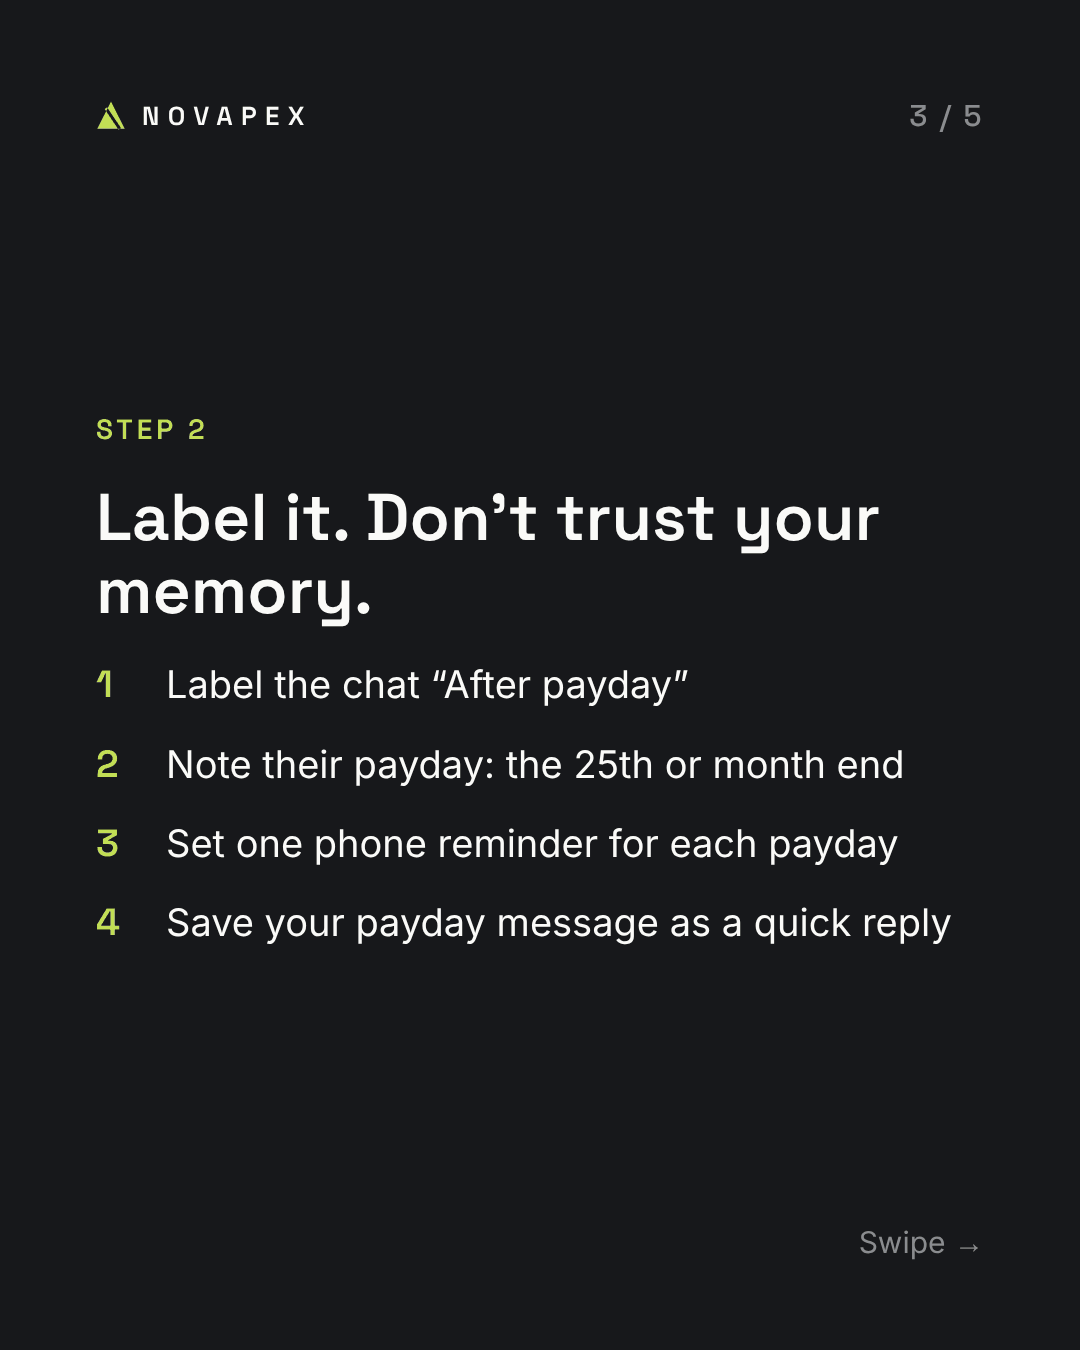 NOVAPEX
3 / 5
STEP 2
Label it. Don’t trust your
memory.
1 Label the chat “After payday”
2 Note their payday: the 25th or month end
3 Set one phone reminder for each payday
4 Save your payday message as a quick reply
Swipe →